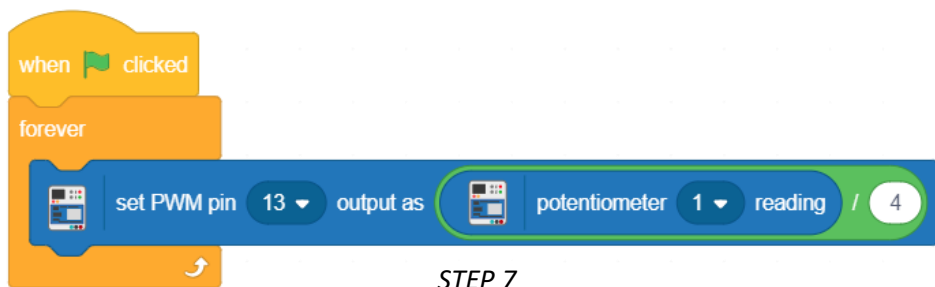 when clicked
forever
set PWM pin 13 output as potentiometer 1 reading / 4
STEP 7